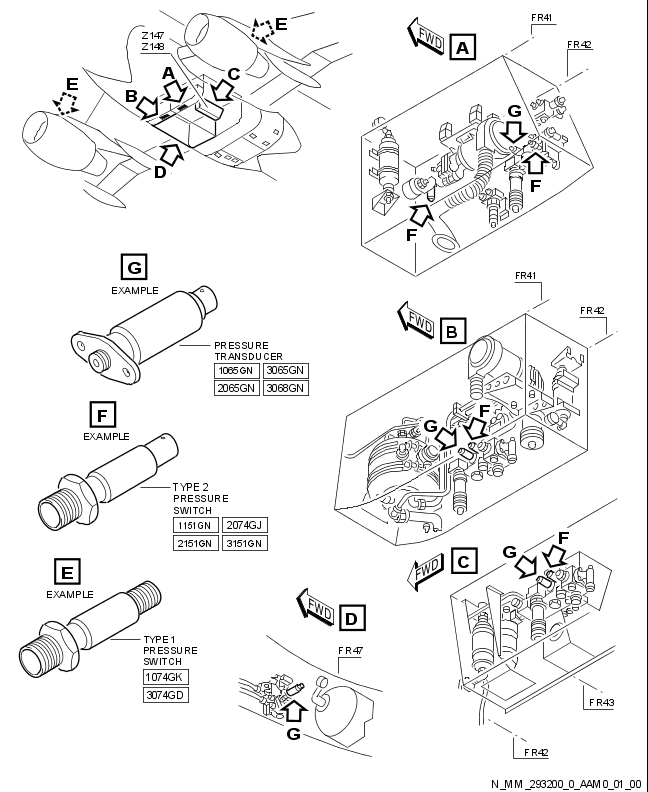 E
Z147
Z148
E
A
C
B
D
FWD
A
FR41
FR42
G
F
F
G
EXAMPLE
PRESSURE
TRANSDUCER
1065GN 3065GN
2065GN 3068GN
FR41
FR42
FWD
B
G
F
F
EXAMPLE
TYPE 2
PRESSURE
SWITCH
1151GN 2074GJ
2151GN 3151GN
FWD
C
G
F
E
EXAMPLE
TYPE 1
PRESSURE
SWITCH
1074GK
3074GD
FWD
D
FR47
G
FR43
FR42
N_MM_293200_0_AAM0_01_00